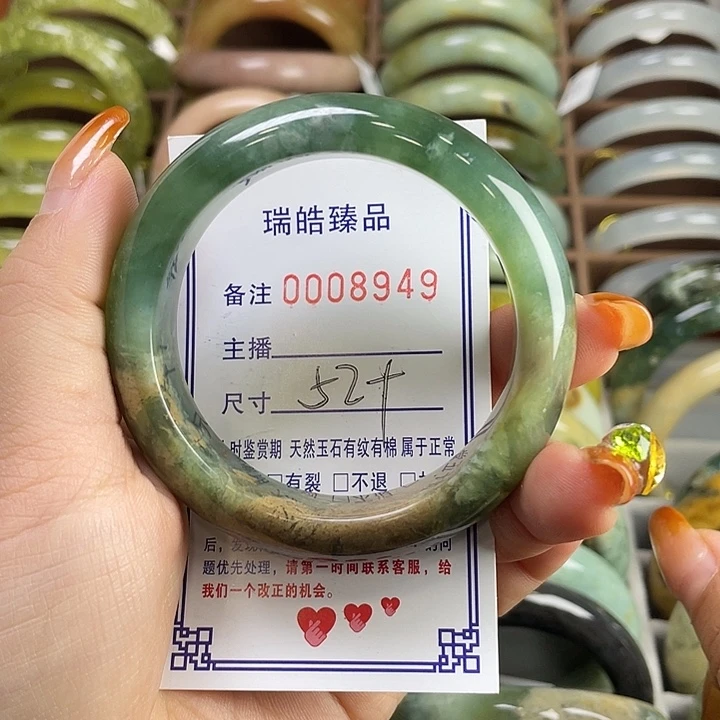 瑞皓臻品
备注 0008949
主播
尺寸 52+
时鉴赏期 天然玉石有纹有棉 属于正常
□有裂 □不退 □
后，发现
题优先处理，请第一时间联系客服，给
我们一个改正的机会。